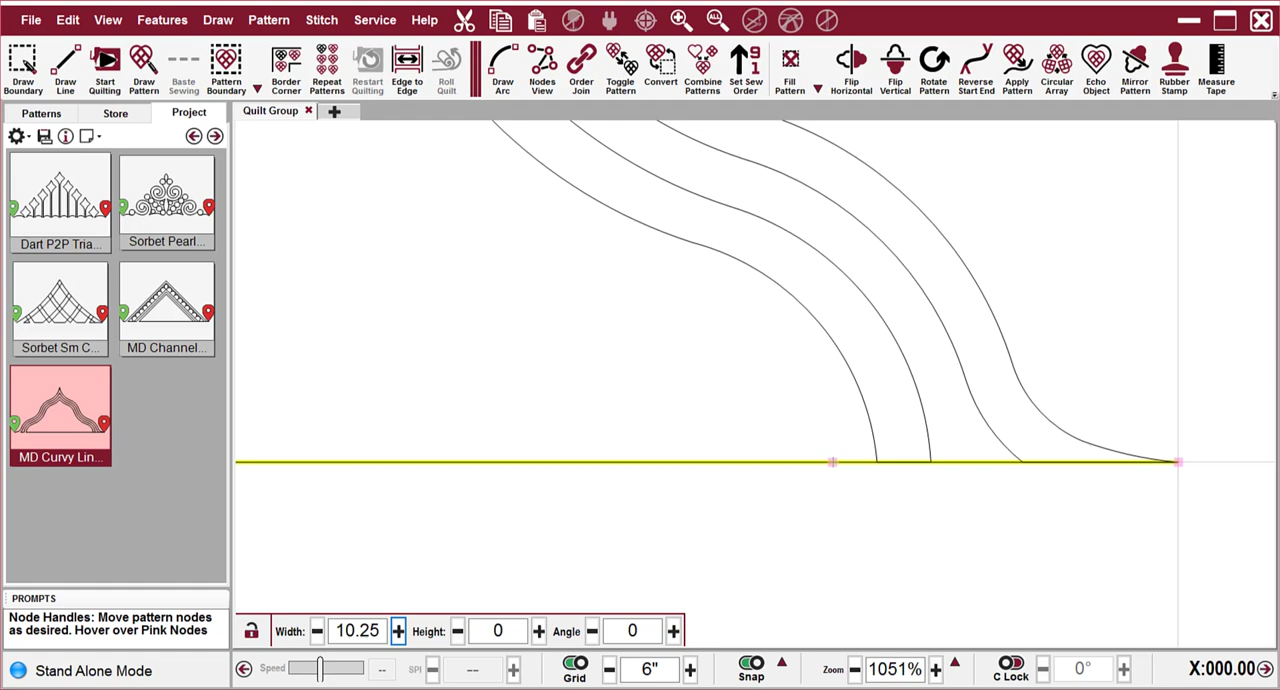 File Edit View Features Draw Pattern Stitch Service Help
ALL
Draw Boundary
Draw Line
Start Quilting
Draw Pattern
Baste Sewing
Pattern Boundary
Border Corner
Repeat Patterns
Restart Quilting
Edge to Edge
Roll Quilt
Draw Arc
Nodes View
Order Join
Toggle Pattern
Convert
Combine Patterns
9 1
Set Sew Order
Fill Pattern
Flip Horizontal
Flip Vertical
Rotate Pattern
Reverse Start End
Apply Pattern
Circular Array
Echo Object
Mirror Pattern
Rubber Stamp
Measure Tape
Patterns Store Project
Quilt Group
Dart P2P Tria...
Sorbet Pearl...
Sorbet Sm C...
MD Channel...
MD Curvy Lin...
PROMPTS
Node Handles: Move pattern nodes
as desired. Hover over Pink Nodes
Width: 10.25 Height: 0 Angle 0
Stand Alone Mode
Speed -- SPI -- Grid 6" Snap Zoom 1051% C Lock 0° X:000.00